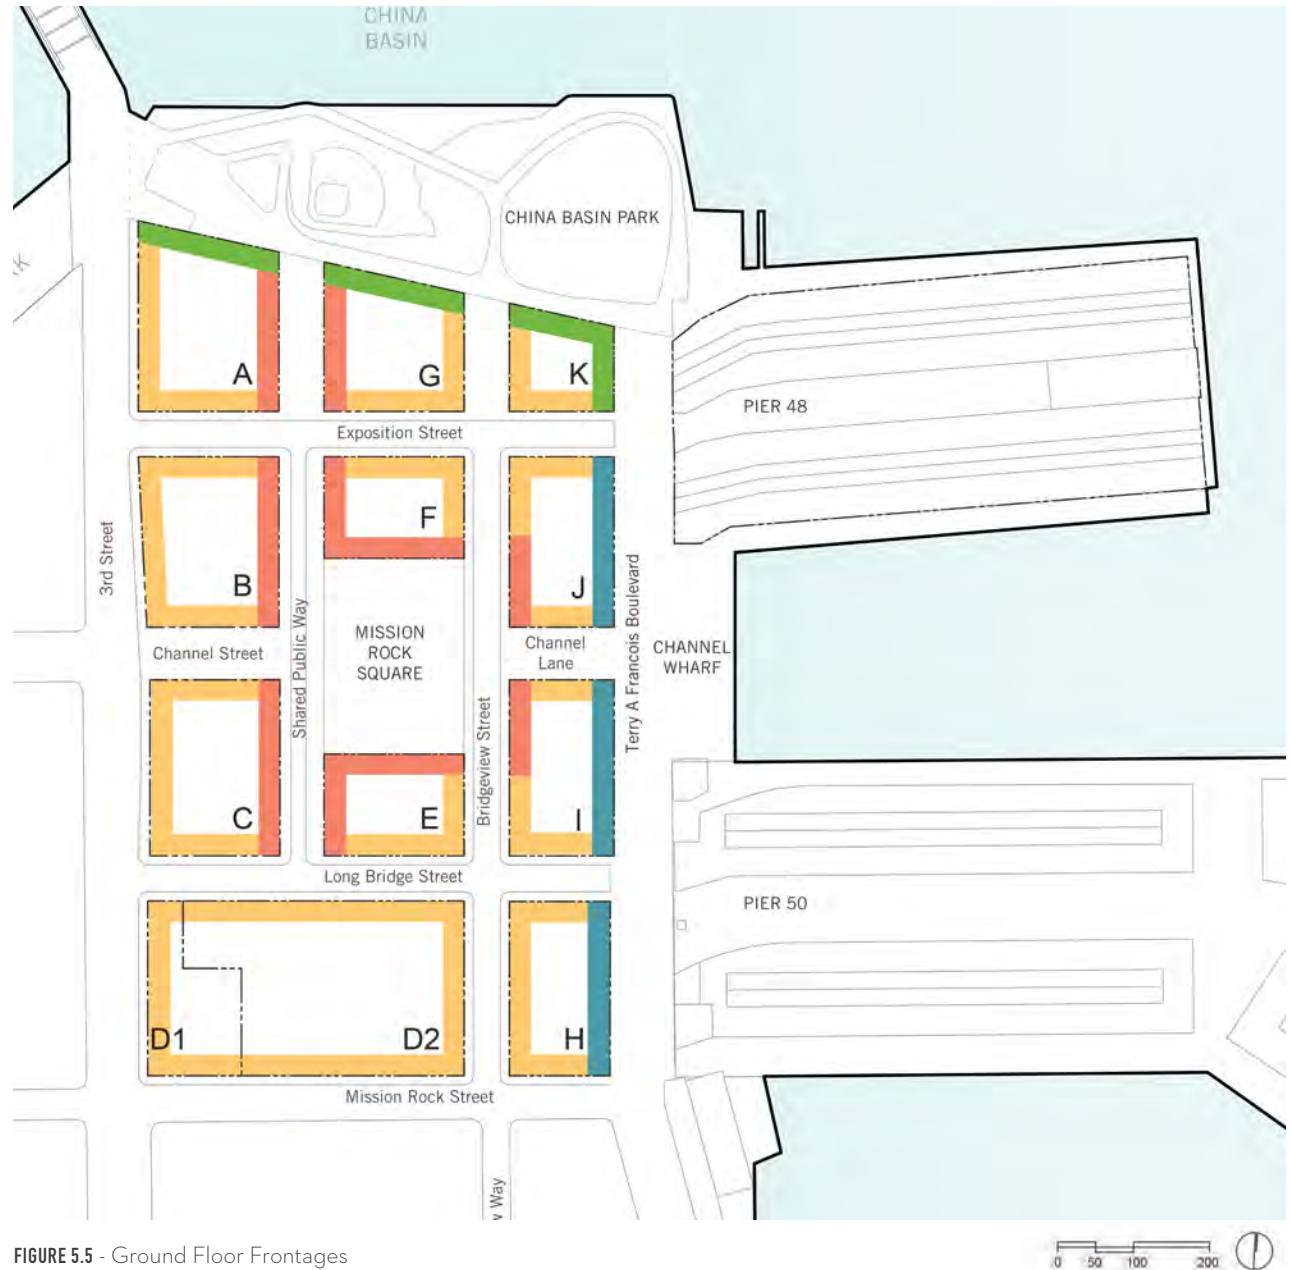 CHINA
BASIN
CHINA BASIN PARK
A
G
K
PIER 48
Exposition Street
F
3rd Street
B
J
Terry A Francois Boulevard
Shared Public Way
MISSION
ROCK
SQUARE
Channel Street
Channel
Lane
CHANNEL
WHARF
Bridgeview Street
C
E
I
Long Bridge Street
PIER 50
D1
D2
H
Mission Rock Street
Way
FIGURE 5.5 - Ground Floor Frontages
0 50 100 200